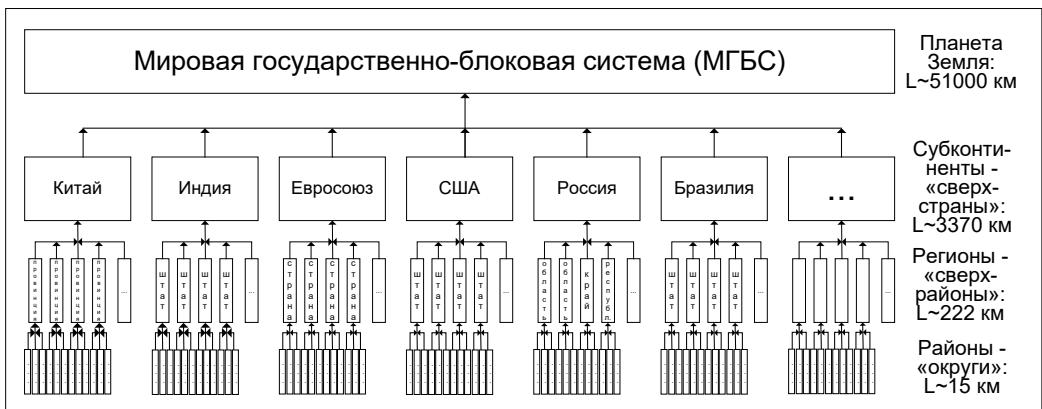 Мировая государственно-блоковая система (МГБС)
Планета
Земля:
L~51000 км
Китай
Индия
Евросоюз
США
Россия
Бразилия
...
Субконти-
ненты -
«сверх-
страны»:
L~3370 км
провинция
провинция
провинция
провинция
...
штат
штат
штат
штат
...
страна
страна
страна
страна
...
штат
штат
штат
штат
...
область
область
край
республ.
...
штат
штат
штат
штат
...
Регионы -
«сверх-
районы»:
L~222 км
Районы -
«округи»:
L~15 км